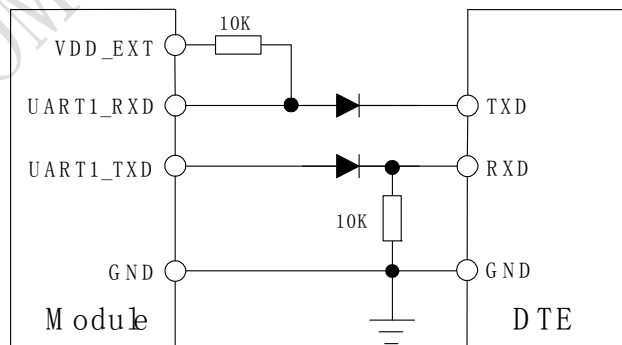 10K
VDD_EXT
UART1_RXD
TXD
UART1_TXD
RXD
10K
GND
GND
Module
DTE